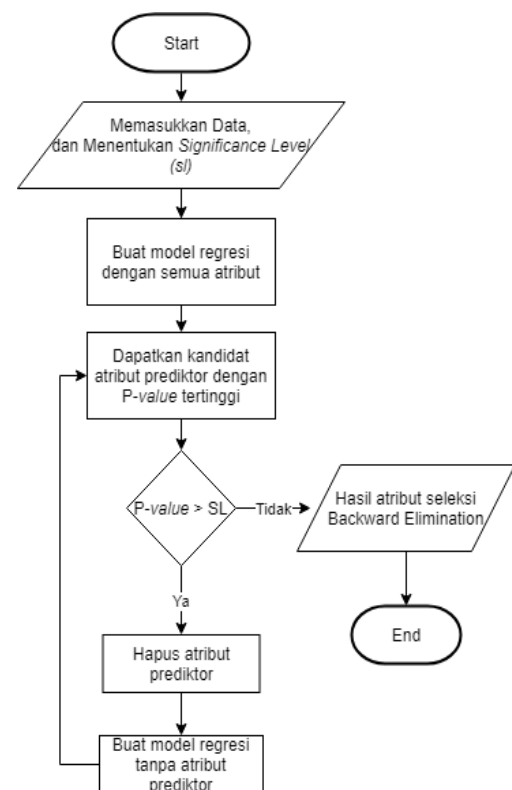 Start
Memasukkan Data,
dan Menentukan Significance Level
(sl)
Buat model regresi
dengan semua atribut
Dapatkan kandidat
atribut prediktor dengan
P-value tertinggi
P-value > SL
Tidak
Hasil atribut seleksi
Backward Elimination
End
Ya
Hapus atribut
prediktor
Buat model regresi
tanpa atribut
prediktor